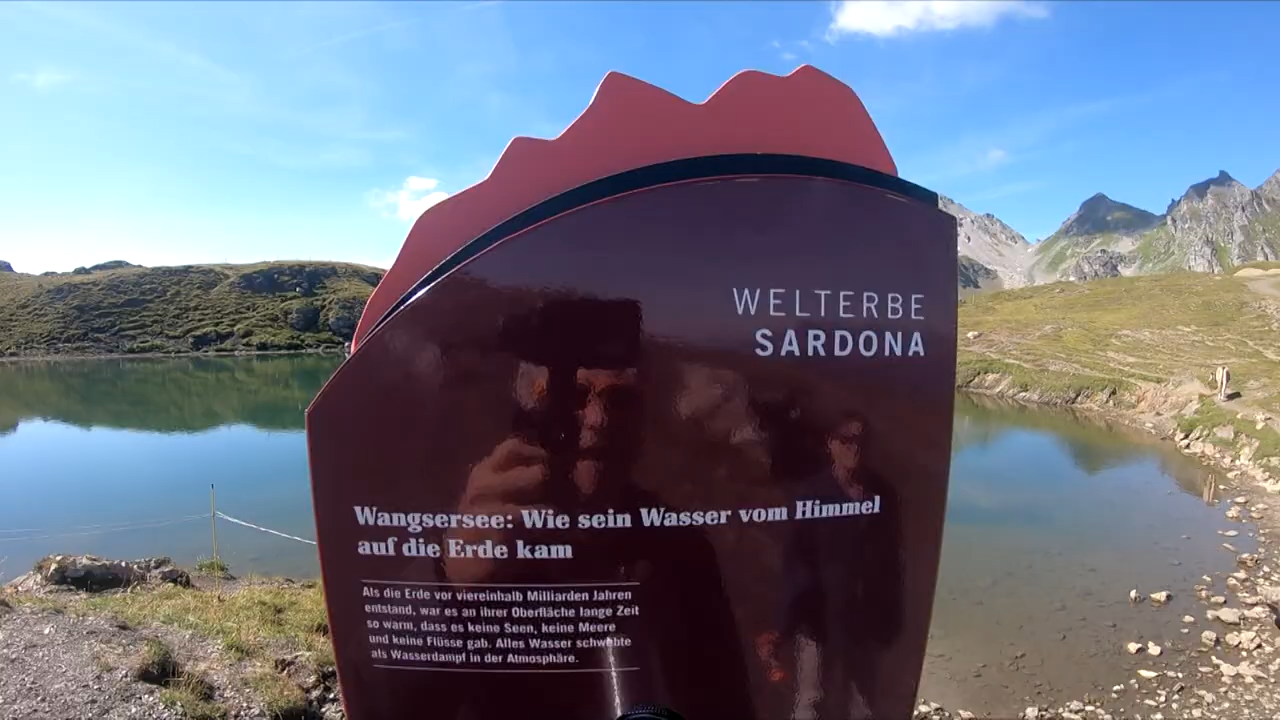 WELTERBE
SARDONA
Wangsersee: Wie sein Wasser vom Himmel
auf die Erde kam
Als die Erde vor viereinhalb Milliarden Jahren
entstand, war es an ihrer Oberfläche lange Zeit
so warm, dass es keine Seen, keine Meere
und keine Flüsse gab. Alles Wasser schwebte
als Wasserdampf in der Atmosphäre.